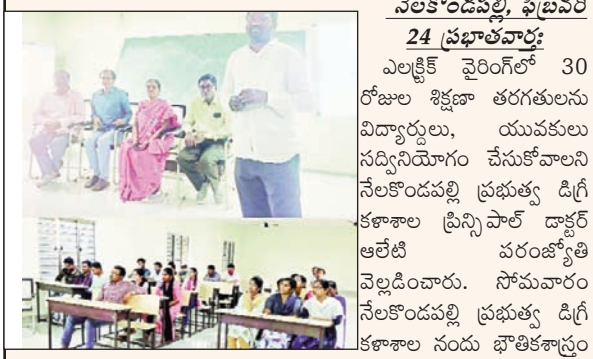 నేలకొండపల్లి, ఫిబ్రవరి
24 ప్రభాతవార్త:
ఎలక్ట్రిక్ వైరింగ్‌లో 30
రోజుల శిక్షణా తరగతులను
విద్యార్థులు, యువకులు
సద్వినియోగం చేసుకోవాలని
నేలకొండపల్లి ప్రభుత్వ డిగ్రీ
కళాశాల ప్రిన్సిపాల్ డాక్టర్
ఆలేటి పరంజ్యోతి
వెల్లడించారు. సోమవారం
నేలకొండపల్లి ప్రభుత్వ డిగ్రీ
కళాశాల నందు భౌతికశాస్త్రం